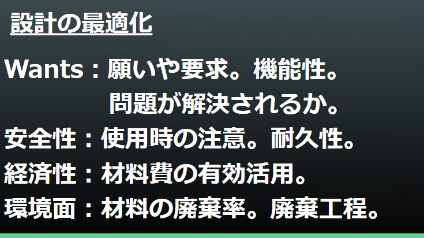 設計の最適化
Wants：願いや要求。機能性。
問題が解決されるか。
安全性：使用時の注意。耐久性。
経済性：材料費の有効活用。
環境面：材料の廃棄率。廃棄工程。